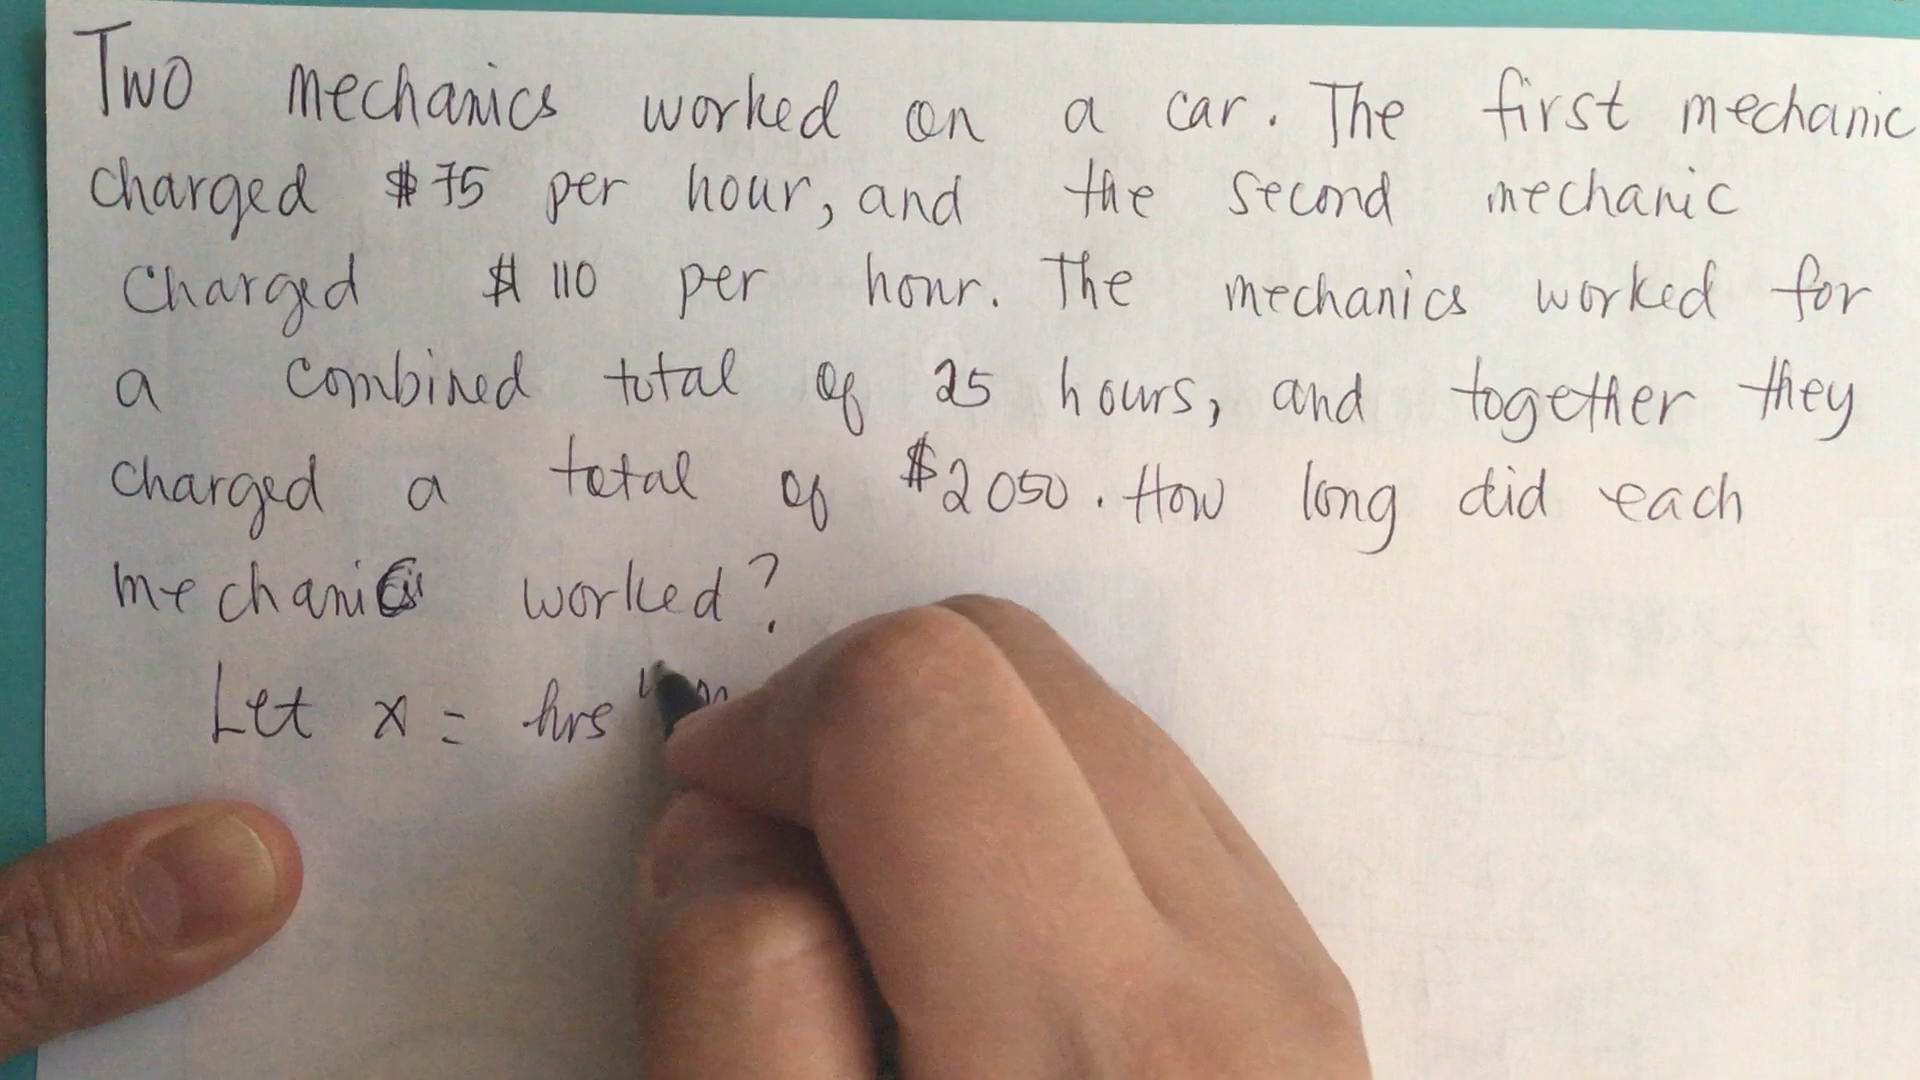 Two mechanics worked on a car. The first mechanic
charged $75 per hour, and the second mechanic
charged $110 per hour. The mechanics worked for
a combined total of 25 hours, and together they
charged a total of $2050. How long did each
mechanic worked?
Let x = hrs